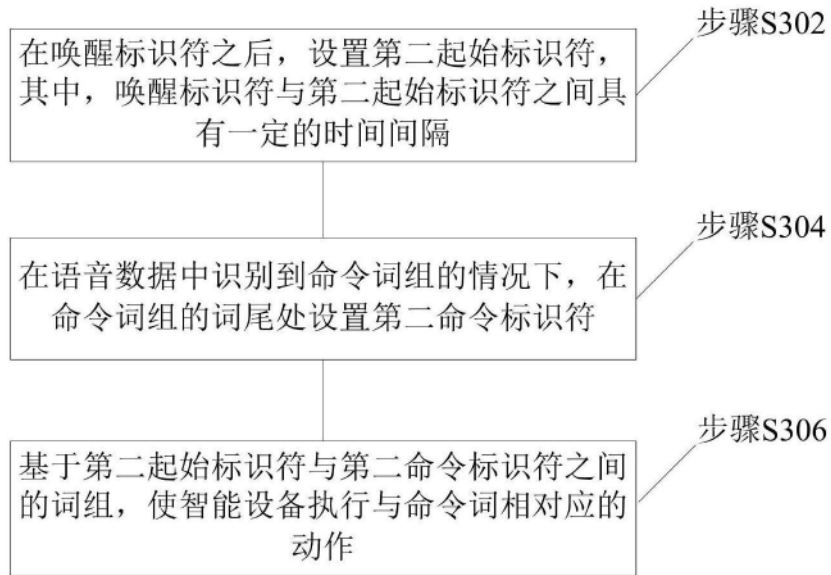 步骤S302
在唤醒标识符之后，设置第二起始标识符，
其中，唤醒标识符与第二起始标识符之间具
有一定的时间间隔
步骤S304
在语音数据中识别到命令词组的情况下，在
命令词组的词尾处设置第二命令标识符
步骤S306
基于第二起始标识符与第二命令标识符之间
的词组，使智能设备执行与命令词相对应的
动作